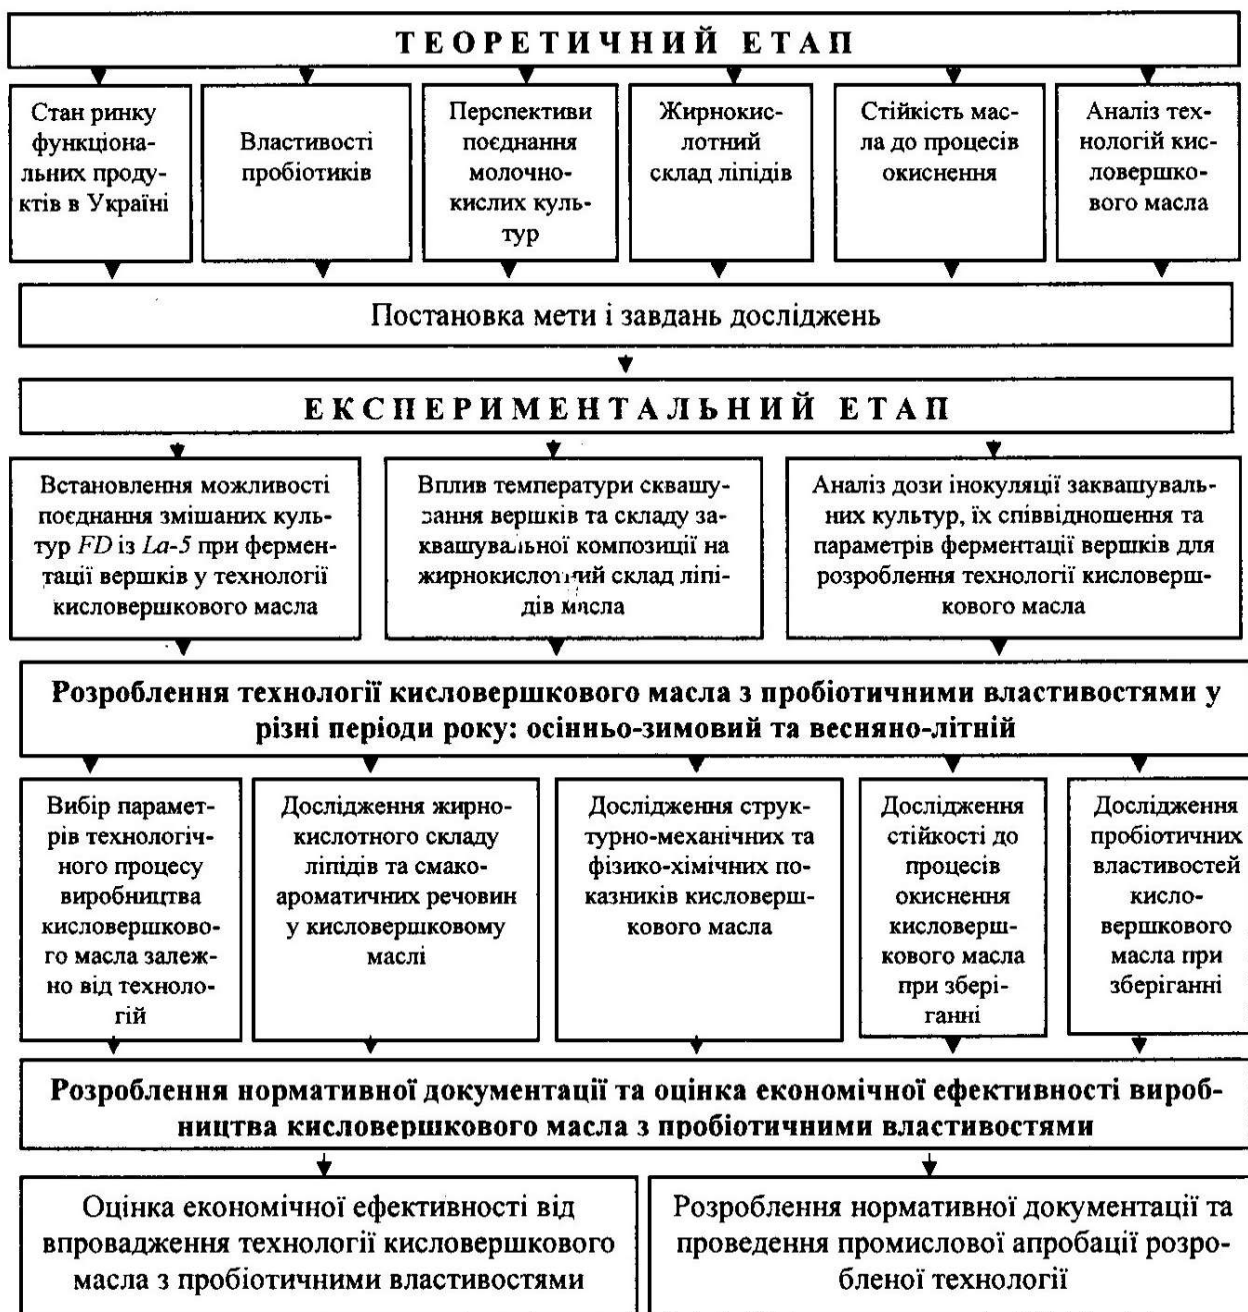 ТЕОРЕТИЧНИЙ ЕТАП
Стан ринку
функціона-
льних проду-
ктів в Україні
Властивості
пробіотиків
Перспективи
поєднання
молочно-
кислих куль-
тур
Жирнокис-
лотний
склад ліпідів
Стійкість мас-
ла до процесів
окиснення
Аналіз тех-
нологій кис-
ловершко-
вого масла
Постановка мети і завдань досліджень
ЕКСПЕРИМЕНТАЛЬНИЙ ЕТАП
Встановлення можливості
поєднання змішаних куль-
тур FD із La-5 при фермен-
тації вершків у технології
кисловершкового масла
Вплив температури сквашу-
вання вершків та складу за-
квашувальної композиції на
жирнокислотний склад ліпі-
дів масла
Аналіз дози інокуляції заквашуваль-
них культур, їх співвідношення та
параметрів ферментації вершків для
розроблення технології кисловерш-
кового масла
Розроблення технології кисловершкового масла з пробіотичними властивостями у
різні періоди року: осінньо-зимовий та весняно-літній
Вибір парамет-
рів технологіч-
ного процесу
виробництва
кисловершково-
го масла залеж-
но від техноло-
гій
Дослідження жирно-
кислотного складу
ліпідів та смако-
ароматичних речовин
у кисловершковому
маслі
Дослідження струк-
турно-механічних та
фізико-хімічних по-
казників кисловерш-
кового масла
Дослідження
стійкості до
процесів
окиснення
кисловерш-
кового масла
при збері-
ганні
Дослідження
пробіотичних
властивостей
кисло-
вершкового
масла при
зберіганні
Розроблення нормативної документації та оцінка економічної ефективності вироб-
ництва кисловершкового масла з пробіотичними властивостями
Оцінка економічної ефективності від
впровадження технології кисловершкового
масла з пробіотичними властивостями
Розроблення нормативної документації та
проведення промислової апробації розро-
бленої технології